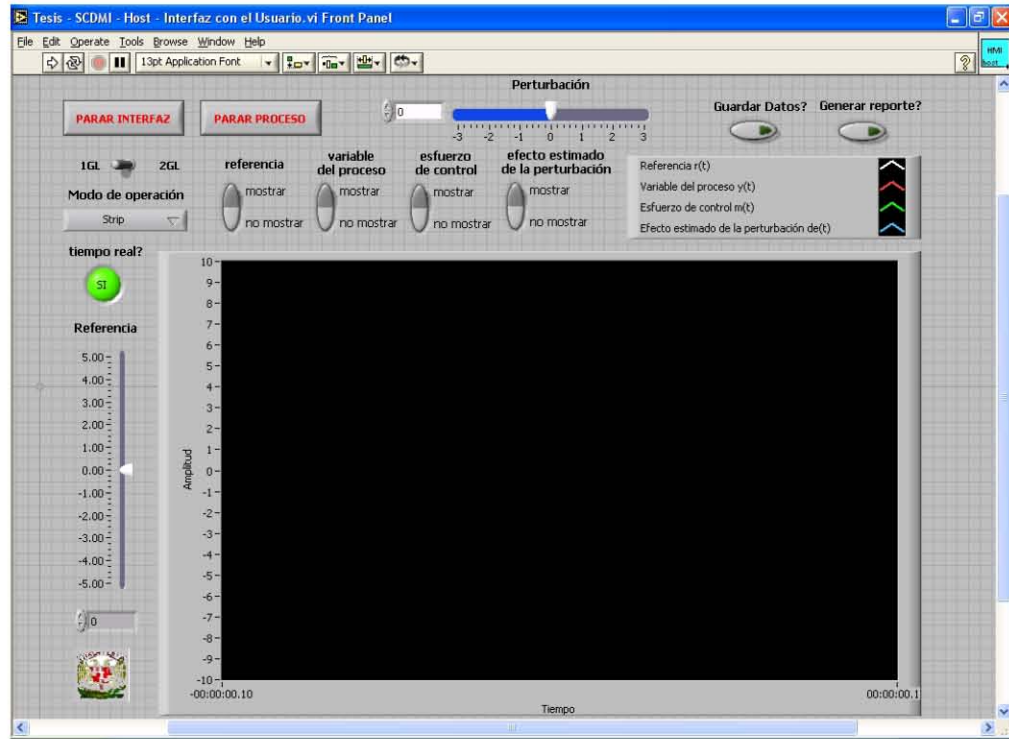 Tesis - SCDMI - Host - Interfaz con el Usuario.vi Front Panel
File Edit Operate Tools Browse Window Help
13pt Application Font
HMI
host
Perturbación
PARAR INTERFAZ
PARAR PROCESO
0
-3 -2 -1 0 1 2 3
Guardar Datos?
Generar reporte?
1GL
2GL
Modo de operación
Strip
referencia
mostrar
no mostrar
variable
del proceso
mostrar
no mostrar
esfuerzo
de control
mostrar
no mostrar
efecto estimado
de la perturbación
mostrar
no mostrar
Referencia r(t)
Variable del proceso y(t)
Esfuerzo de control m(t)
Efecto estimado de la perturbación de(t)
tiempo real?
SI
Referencia
5.00
4.00
3.00
2.00
1.00
0.00
-1.00
-2.00
-3.00
-4.00
-5.00
0
Amplitud
10
9
8
7
6
5
4
3
2
1
0
-1
-2
-3
-4
-5
-6
-7
-8
-9
-10
-00:00:00.10
00:00:00.1
Tiempo